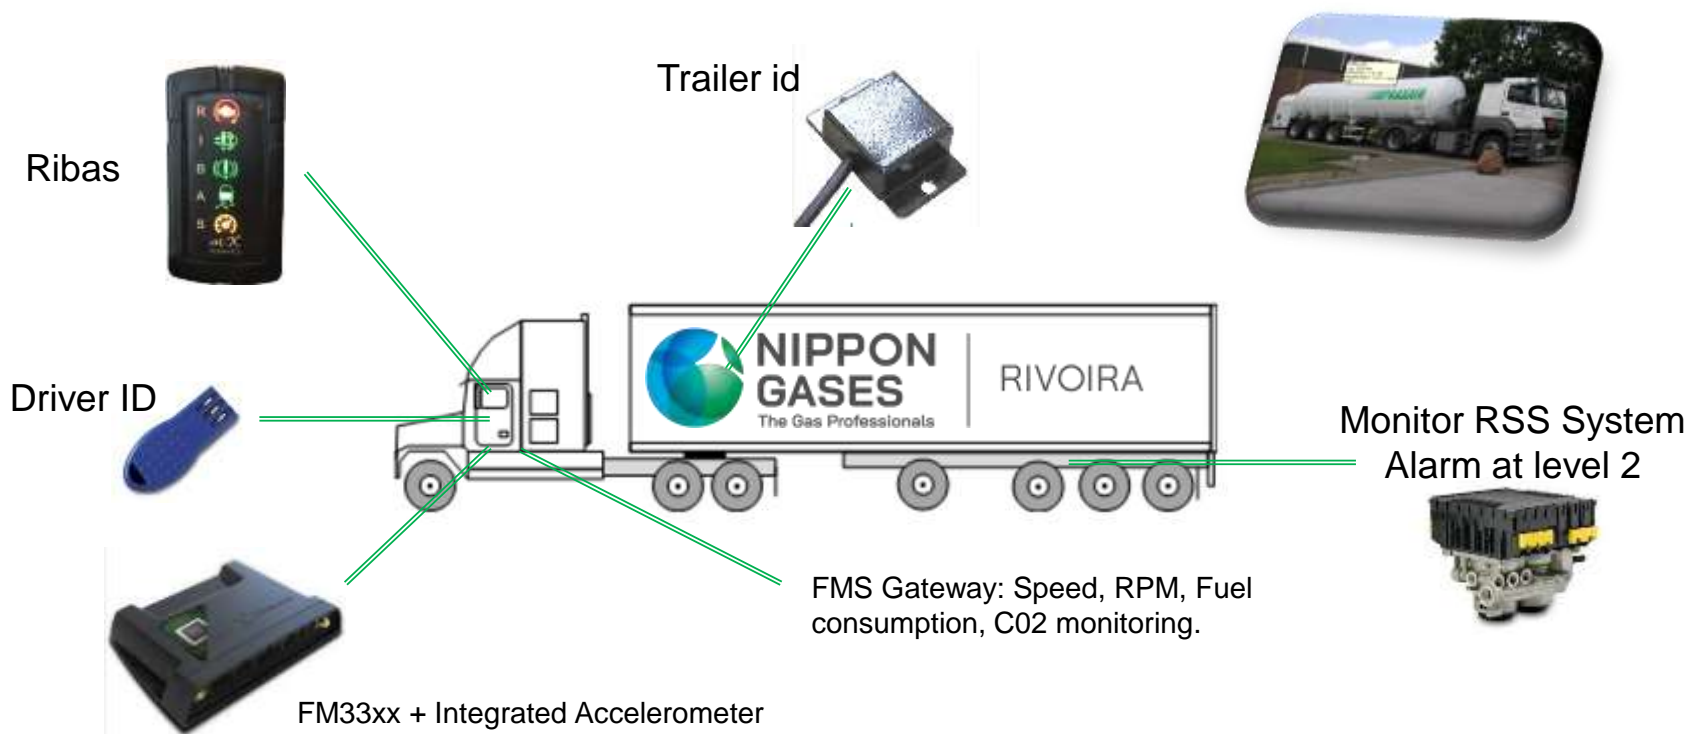 Trailer id
Ribas
R
I
B
A
S
NIPPON
GASES
The Gas Professionals
RIVOIRA
Driver ID
Monitor RSS System
Alarm at level 2
FMS Gateway: Speed, RPM, Fuel
consumption, C02 monitoring.
FM33xx + Integrated Accelerometer